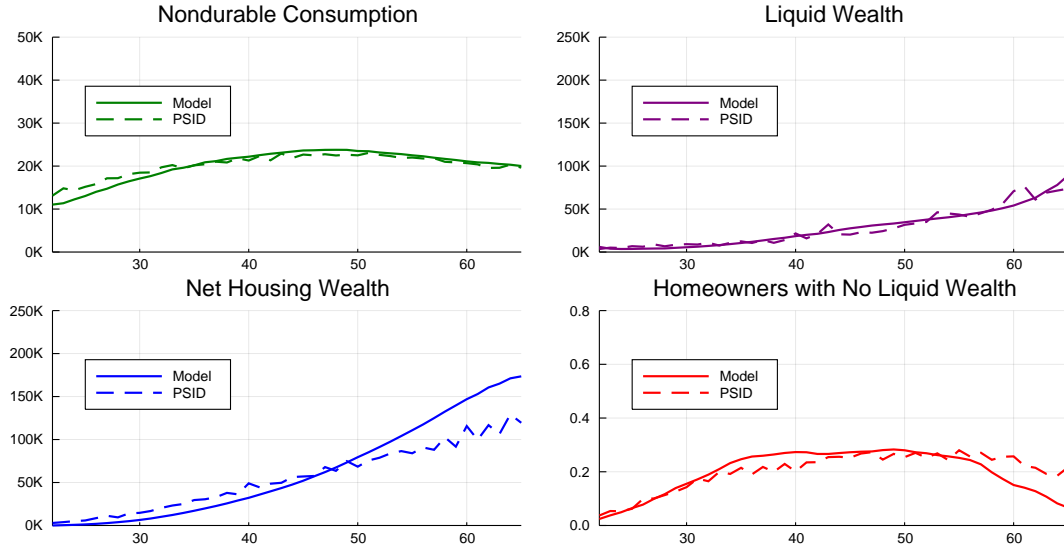 Nondurable Consumption
50K
40K
30K
20K
10K
0K
Model
PSID
30
40
50
60
Liquid Wealth
250K
200K
150K
100K
50K
0K
Model
PSID
30
40
50
60
Net Housing Wealth
250K
200K
150K
100K
50K
0K
Model
PSID
30
40
50
60
Homeowners with No Liquid Wealth
0.8
0.6
0.4
0.2
0.0
Model
PSID
30
40
50
60